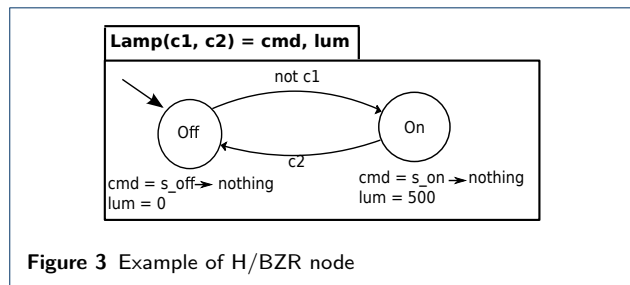 Lamp(c1, c2) = cmd, lum
not c1
Off
On
c2
cmd = s_off→ nothing
lum = 0
cmd = s_on →nothing
lum = 500
Figure 3 Example of H/BZR node